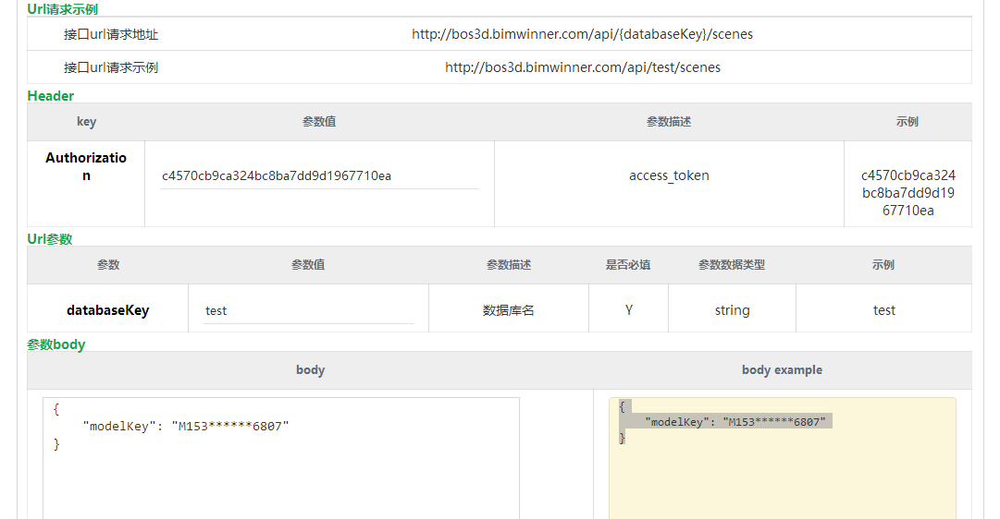 Url请求示例
接口url请求地址 http://bos3d.bimwinner.com/api/{databaseKey}/scenes
接口url请求示例 http://bos3d.bimwinner.com/api/test/scenes
Header
key 参数值 参数描述 示例
Authorizatio
n
c4570cb9ca324bc8ba7dd9d1967710ea
access_token
c4570cb9ca324
bc8ba7dd9d19
67710ea
Url参数
参数 参数值 参数描述 是否必填 参数数据类型 示例
databaseKey test 数据库名 Y string test
参数body
body body example
{
"modelKey": "M153******6807"
}
{
"modelKey": "M153******6807"
}